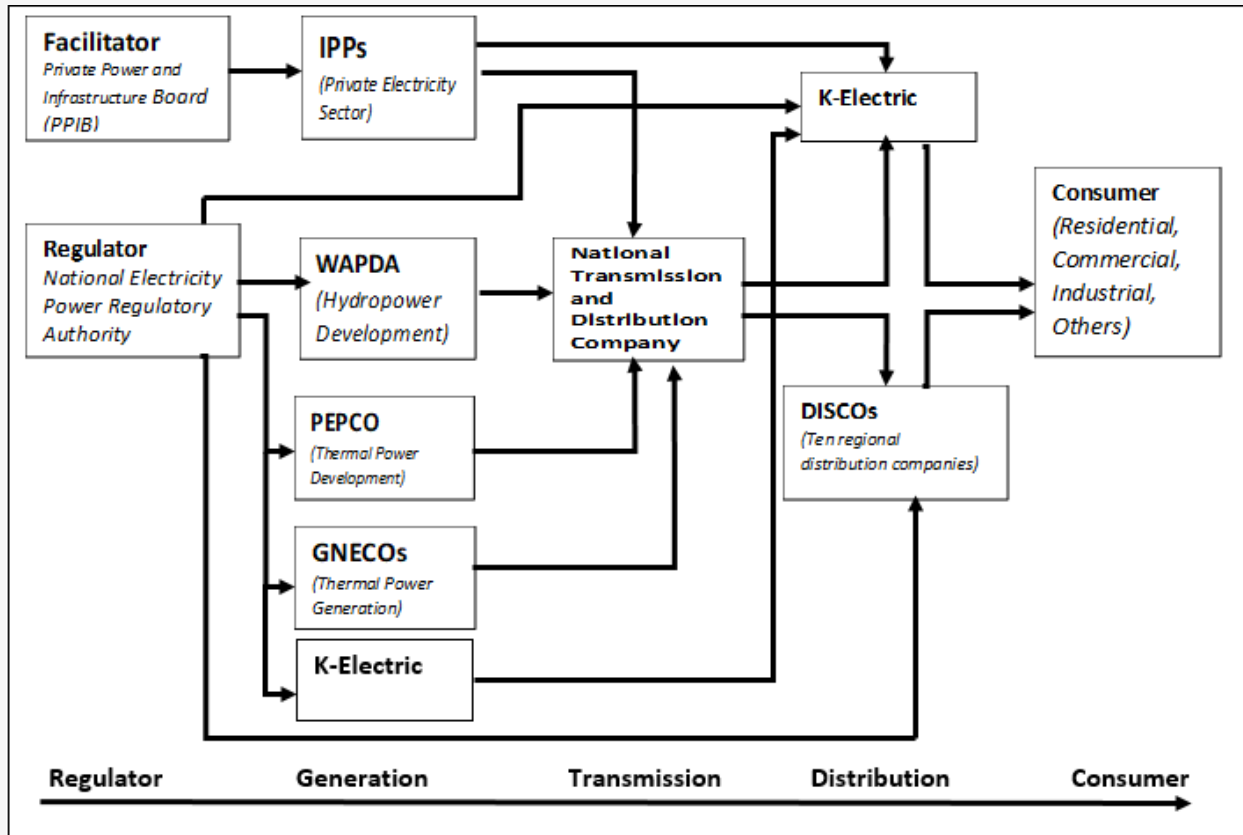 Facilitator
Private Power and
Infrastructure Board
(PPIB)
IPPs
(Private Electricity
Sector)
K-Electric
Regulator
National Electricity
Power Regulatory
Authority
WAPDA
(Hydropower
Development)
National
Transmission
and
Distribution
Company
Consumer
(Residential,
Commercial,
Industrial,
Others)
PEPCO
(Thermal Power
Development)
DISCOs
(Ten regional
distribution companies)
GNECOs
(Thermal Power
Generation)
K-Electric
Regulator Generation Transmission Distribution Consumer